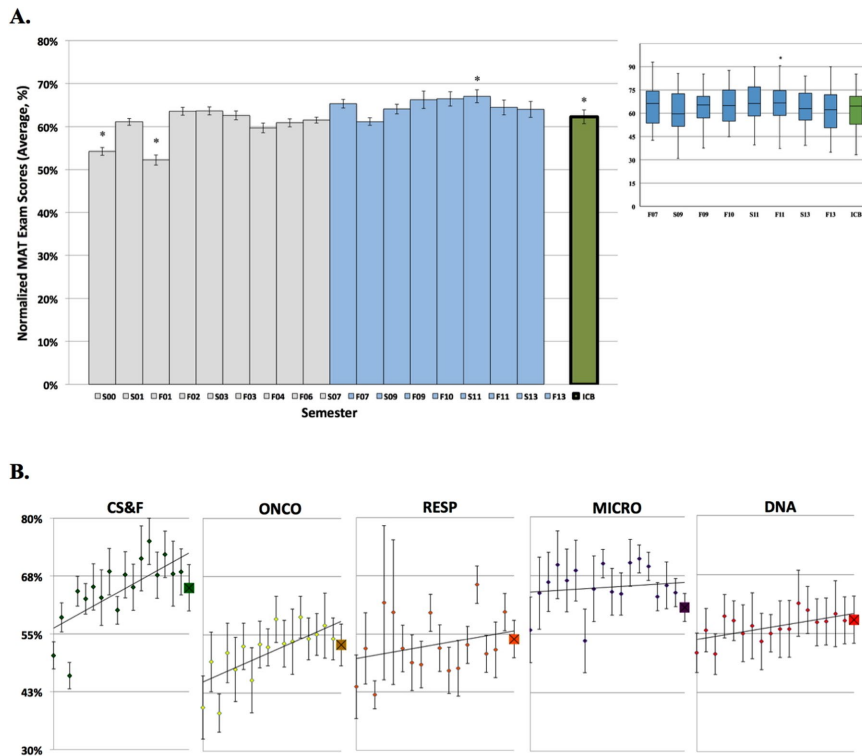 A.
80%
70%
60%
50%
40%
30%
20%
10%
0%
Normalized MAT Exam Scores (Average, %)
* * * *
S00 S01 F01 F02 S03 F03 F04 F06 S07 F07 S09 F09 F10 S11 F11 S13 F13 ICB
Semester
90
75
60
45
30
15
0
*
F07 S09 F09 F10 S11 F11 S13 F13 ICB
B.
CS&F ONCO RESP MICRO DNA
80%
68%
55%
43%
30%